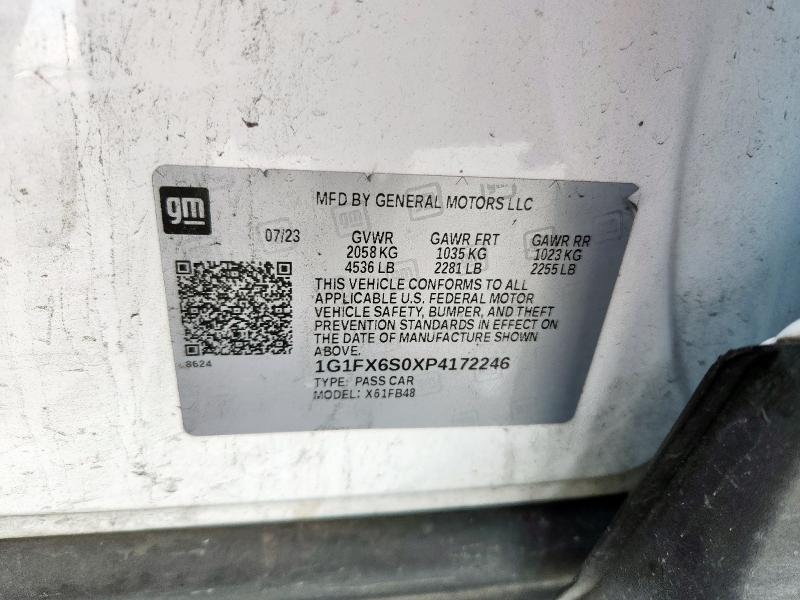 gm
MFD BY GENERAL MOTORS LLC
07/23 GVWR GAWR FRT GAWR RR
2058 KG 1035 KG 1023 KG
4536 LB 2281 LB 2255 LB
THIS VEHICLE CONFORMS TO ALL
APPLICABLE U.S. FEDERAL MOTOR
VEHICLE SAFETY, BUMPER, AND THEFT
PREVENTION STANDARDS IN EFFECT ON
THE DATE OF MANUFACTURE SHOWN
ABOVE.
8624
1G1FX6S0XP4172246
TYPE: PASS CAR
MODEL: X61FB48